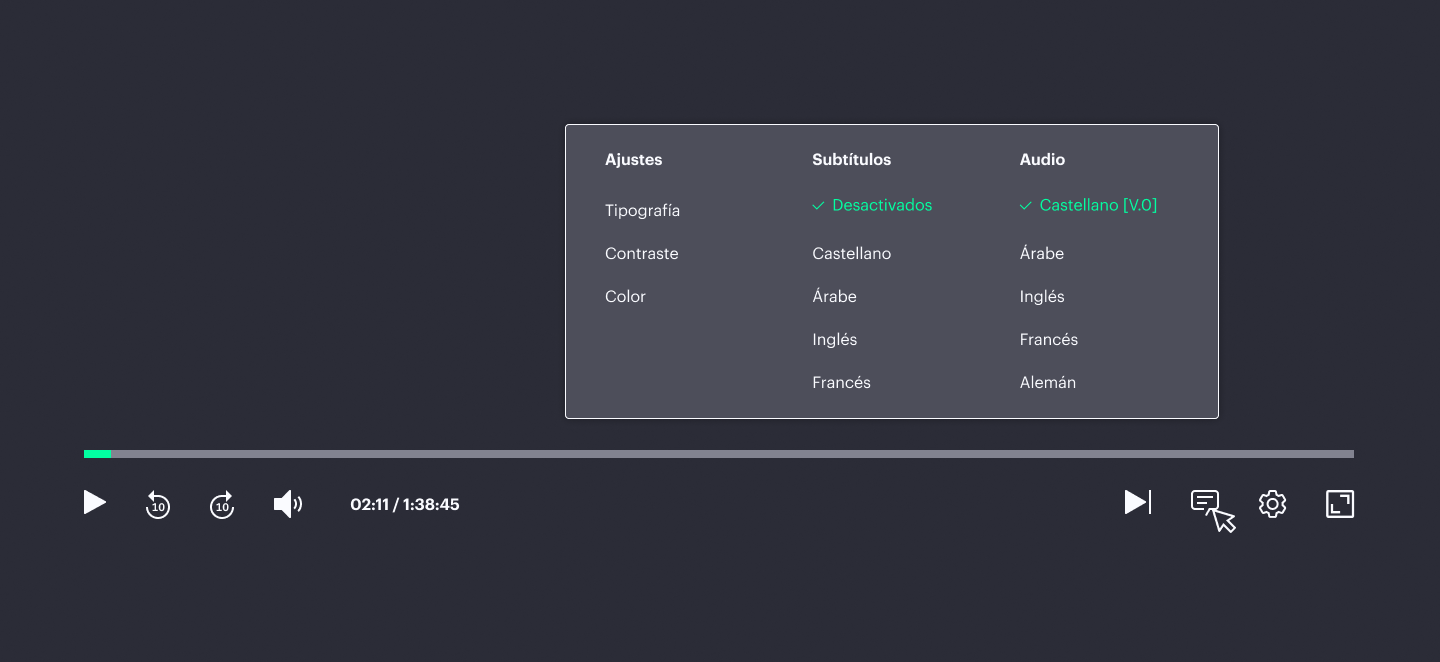 Ajustes
Tipografía
Contraste
Color
Subtítulos
Desactivados
Castellano
Árabe
Inglés
Francés
Audio
Castellano [V.0]
Árabe
Inglés
Francés
Alemán
10
10
02:11 / 1:38:45